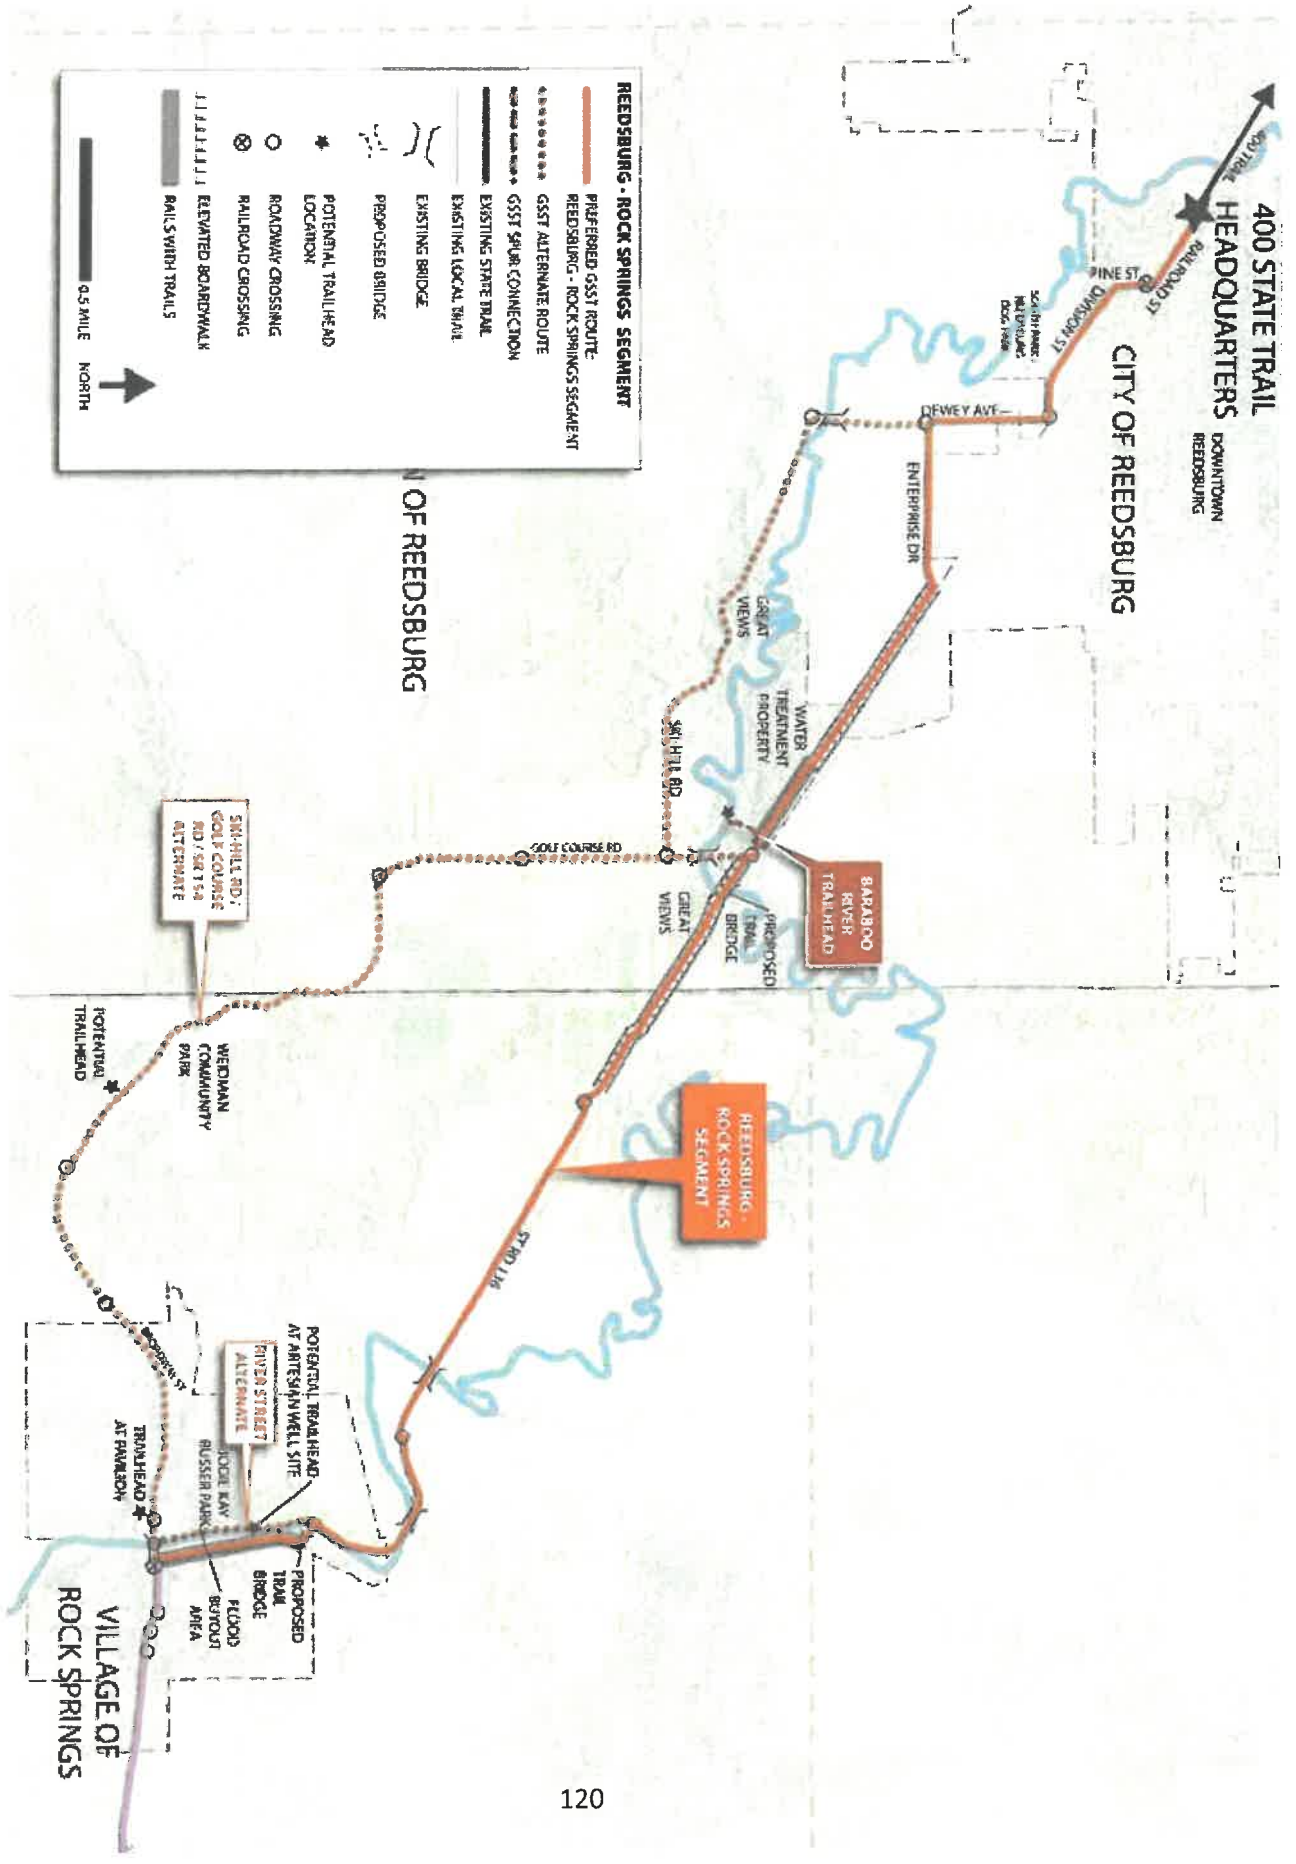 400 STATE TRAIL
HEADQUARTERS
DOWNTOWN
REEDSBURG
400 TRAIL
RAILROAD ST
PINE ST
DIVISION ST
CITY OF REEDSBURG
DEWEY AVE
ENTERPRISE DR
GREAT
VIEWS
WATER
TREATMENT
PROPERTY
SKI-HILL RD
GOLF COURSE RD
BARABOO
RIVER
TRAILHEAD
PROPOSED
TRAIL
BRIDGE
GREAT
VIEWS
REEDSBURG -
ROCK SPRINGS
SEGMENT
ST RD 136
N OF REEDSBURG
SKI-HILL RD /
GOLF COURSE
RD / SR 154
ALTERNATE
WEIDMAN
COMMUNITY
PARK
POTENTIAL
TRAILHEAD
POTENTIAL TRAILHEAD
AT ARTESIAN WELL SITE
RIVER STREET
ALTERNATE
PARK
TRAILHEAD
AT PAVILION
PROPOSED
TRAIL
BRIDGE
FLOOD
BUYOUT
AREA
VILLAGE OF
ROCK SPRINGS
REEDSBURG - ROCK SPRINGS SEGMENT
PREFERRED GSST ROUTE:
REEDSBURG - ROCK SPRINGS SEGMENT
GSST ALTERNATE ROUTE
GSST SPUR CONNECTION
EXISTING STATE TRAIL
EXISTING LOCAL TRAIL
EXISTING BRIDGE
PROPOSED BRIDGE
POTENTIAL TRAILHEAD
LOCATION
ROADWAY CROSSING
RAILROAD CROSSING
ELEVATED BOARDWALK
RAILS WITH TRAILS
0.5 MILE
NORTH
120